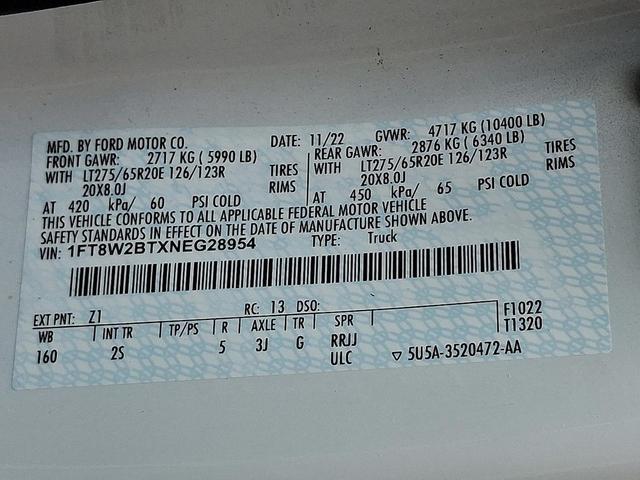 MFD. BY FORD MOTOR CO. DATE: 11/22 GVWR: 4717 KG (10400 LB)
FRONT GAWR: 2717 KG ( 5990 LB) REAR GAWR: 2876 KG ( 6340 LB)
WITH LT275/65R20E 126/123R TIRES WITH LT275/65R20E 126/123R TIRES
20X8.0J RIMS 20X8.0J RIMS
AT 420 kPa/ 60 PSI COLD AT 450 kPa/ 65 PSI COLD
THIS VEHICLE CONFORMS TO ALL APPLICABLE FEDERAL MOTOR VEHICLE
SAFETY STANDARDS IN EFFECT ON THE DATE OF MANUFACTURE SHOWN ABOVE.
VIN: 1FT8W2BTXNEG28954 TYPE: Truck
EXT PNT: Z1 RC: 13 DSO: F1022
WB INT TR TP/PS R AXLE TR SPR T1320
160 2S 5 3J G RRJJ
ULC ▽ 5U5A-3520472-AA